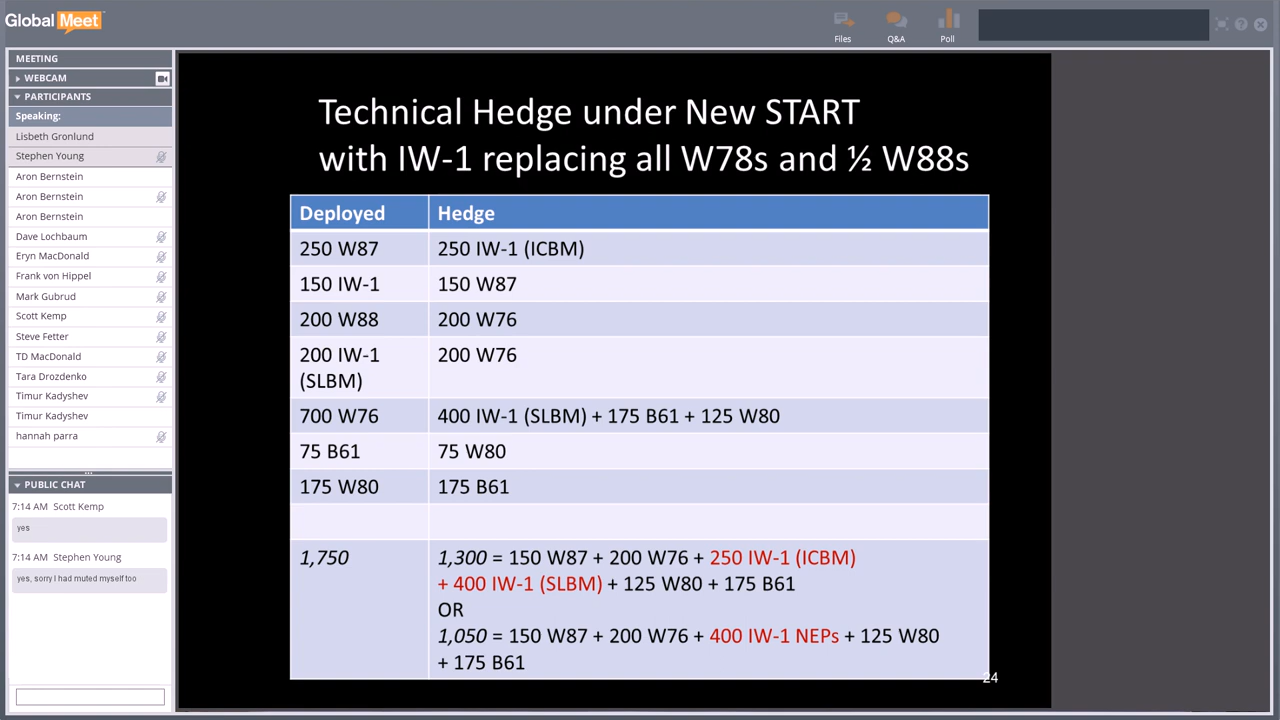 Global Meet
Files
Q&A
Poll
MEETING
WEBCAM
PARTICIPANTS
Speaking:
Lisbeth Gronlund
Stephen Young
Aron Bernstein
Aron Bernstein
Aron Bernstein
Dave Lochbaum
Eryn MacDonald
Frank von Hippel
Mark Gubrud
Scott Kemp
Steve Fetter
TD MacDonald
Tara Drozdenko
Timur Kadyshev
Timur Kadyshev
hannah parra
PUBLIC CHAT
7:14 AM Scott Kemp
yes
7:14 AM Stephen Young
yes, sorry I had muted myself too
Technical Hedge under New START
with IW-1 replacing all W78s and ½ W88s
Deployed Hedge
250 W87 250 IW-1 (ICBM)
150 IW-1 150 W87
200 W88 200 W76
200 IW-1 200 W76
(SLBM)
700 W76 400 IW-1 (SLBM) + 175 B61 + 125 W80
75 B61 75 W80
175 W80 175 B61
1,750 1,300 = 150 W87 + 200 W76 + 250 IW-1 (ICBM)
+ 400 IW-1 (SLBM) + 125 W80 + 175 B61
OR
1,050 = 150 W87 + 200 W76 + 400 IW-1 NEPs + 125 W80
+ 175 B61
24